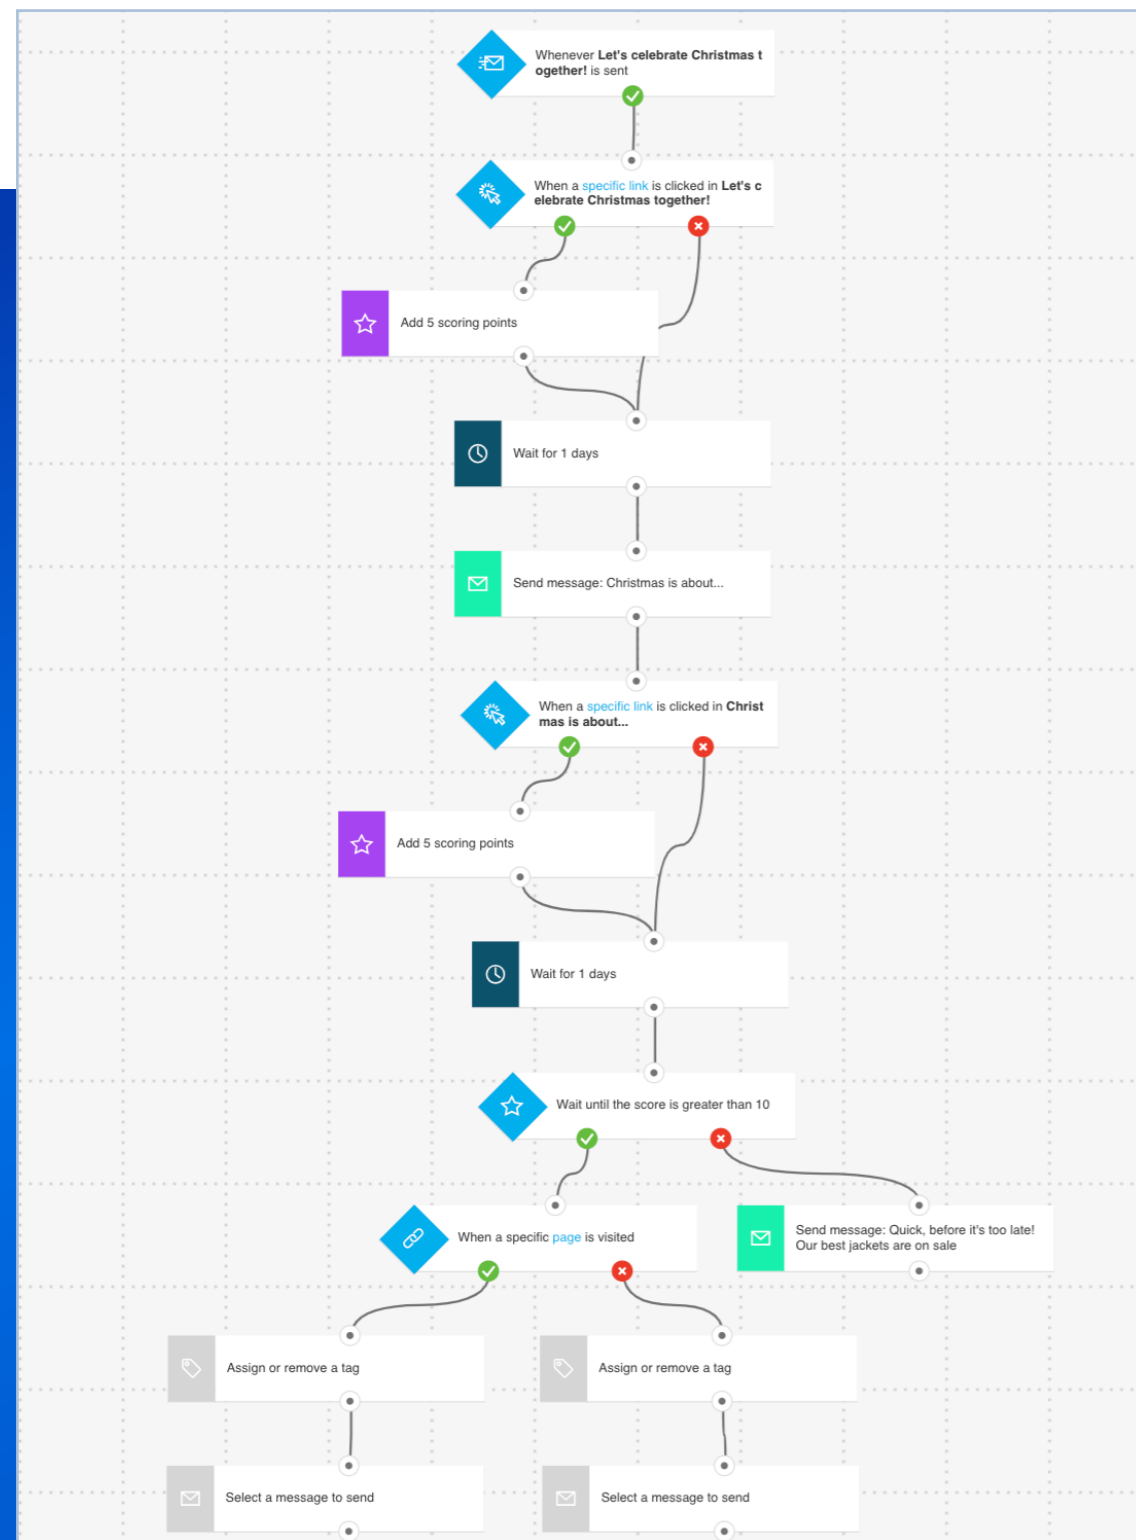 Whenever Let's celebrate Christmas t
ogether! is sent
When a specific link is clicked in Let's c
elebrate Christmas together!
Add 5 scoring points
Wait for 1 days
Send message: Christmas is about...
When a specific link is clicked in Christ
mas is about...
Add 5 scoring points
Wait for 1 days
Wait until the score is greater than 10
When a specific page is visited
Send message: Quick, before it's too late!
Our best jackets are on sale
Assign or remove a tag
Assign or remove a tag
Select a message to send
Select a message to send